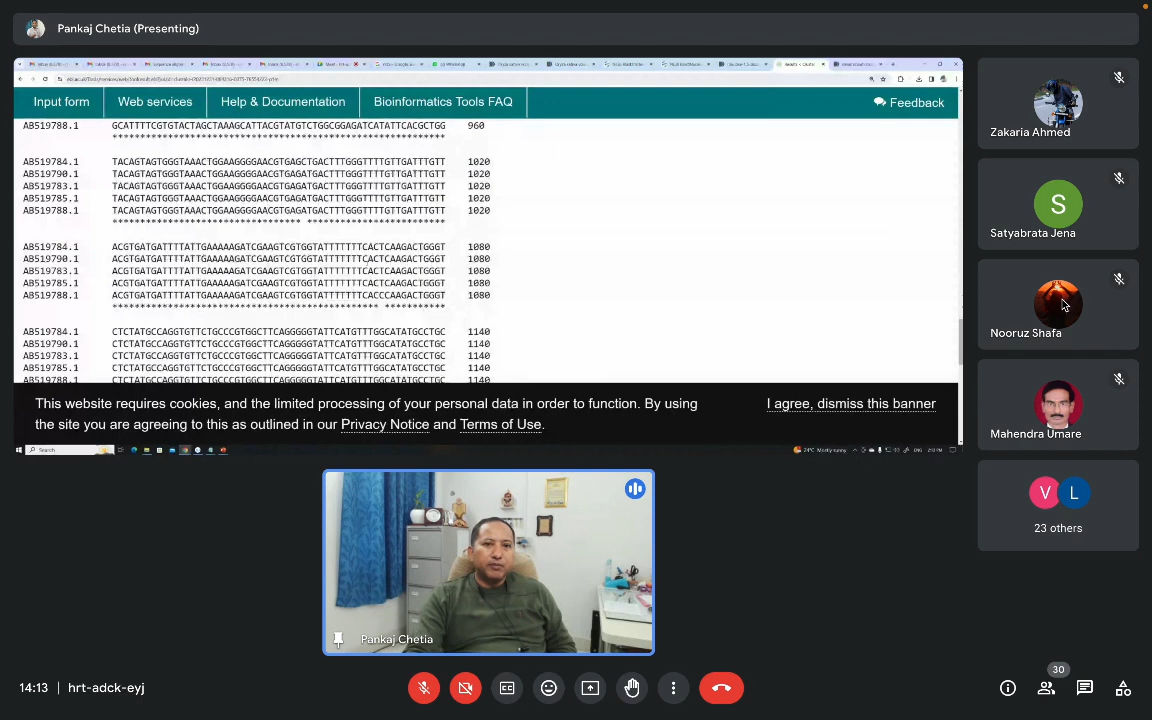 Pankaj Chetia (Presenting)
Input form
Web services
Help & Documentation
Bioinformatics Tools FAQ
Feedback
AB519788.1 GCATTTTCGTGTACTAGCTAAAGCATTACGTATGTCTGGCGGAGATCATATTCACGCTGG 960
************************************************************
AB519784.1 TACAGTAGTGGGTAAACTGGAAGGGGAACGTGAGCTGACTTTGGGTTTTGTTGATTTGTT 1020
AB519790.1 TACAGTAGTGGGTAAACTGGAAGGGGAACGTGAGATGACTTTGGGTTTTGTTGATTTGTT 1020
AB519783.1 TACAGTAGTGGGTAAACTGGAAGGGGAACGTGAGATGACTTTGGGTTTTGTTGATTTGTT 1020
AB519785.1 TACAGTAGTGGGTAAACTGGAAGGGGAACGTGAGATGACTTTGGGTTTTGTTGATTTGTT 1020
AB519788.1 TACAGTAGTGGGTAAACTGGAAGGGGAACGTGAGATGACTTTGGGTTTTGTTGATTTGTT 1020
********************************** *************************
AB519784.1 ACGTGATGATTTTATTGAAAAAGATCGAAGTCGTGGTATTTTTTTCACTCAAGACTGGGT 1080
AB519790.1 ACGTGATGATTTTATTGAAAAAGATCGAAGTCGTGGTATTTTTTTCACTCAAGACTGGGT 1080
AB519783.1 ACGTGATGATTTTATTGAAAAAGATCGAAGTCGTGGTATTTTTTTCACTCAAGACTGGGT 1080
AB519785.1 ACGTGATGATTTTATTGAAAAAGATCGAAGTCGTGGTATTTTTTTCACTCAAGACTGGGT 1080
AB519788.1 ACGTGATGATTTTATTGAAAAAGATCGAAGTCGTGGTATTTTTTTCACCCAAGACTGGGT 1080
************************************************ ***********
AB519784.1 CTCTATGCCAGGTGTTCTGCCCGTGGCTTCAGGGGGTATTCATGTTTGGCATATGCCTGC 1140
AB519790.1 CTCTATGCCAGGTGTTCTGCCCGTGGCTTCAGGGGGTATTCATGTTTGGCATATGCCTGC 1140
AB519783.1 CTCTATGCCAGGTGTTCTGCCCGTGGCTTCAGGGGGTATTCATGTTTGGCATATGCCTGC 1140
AB519785.1 CTCTATGCCAGGTGTTCTGCCCGTGGCTTCAGGGGGTATTCATGTTTGGCATATGCCTGC 1140
AB519788.1 CTCTATGCCAGGTGTTCTGCCCGTGGCTTCAGGGGGTATTCATGTTTGGCATATGCCTGC 1140
This website requires cookies, and the limited processing of your personal data in order to function. By using
the site you are agreeing to this as outlined in our Privacy Notice and Terms of Use.
I agree, dismiss this banner
Search
Zakaria Ahmed
S
Satyabrata Jena
Nooruz Shafa
Mahendra Umare
V L
23 others
Pankaj Chetia
14:13 | hrt-adck-eyj
30